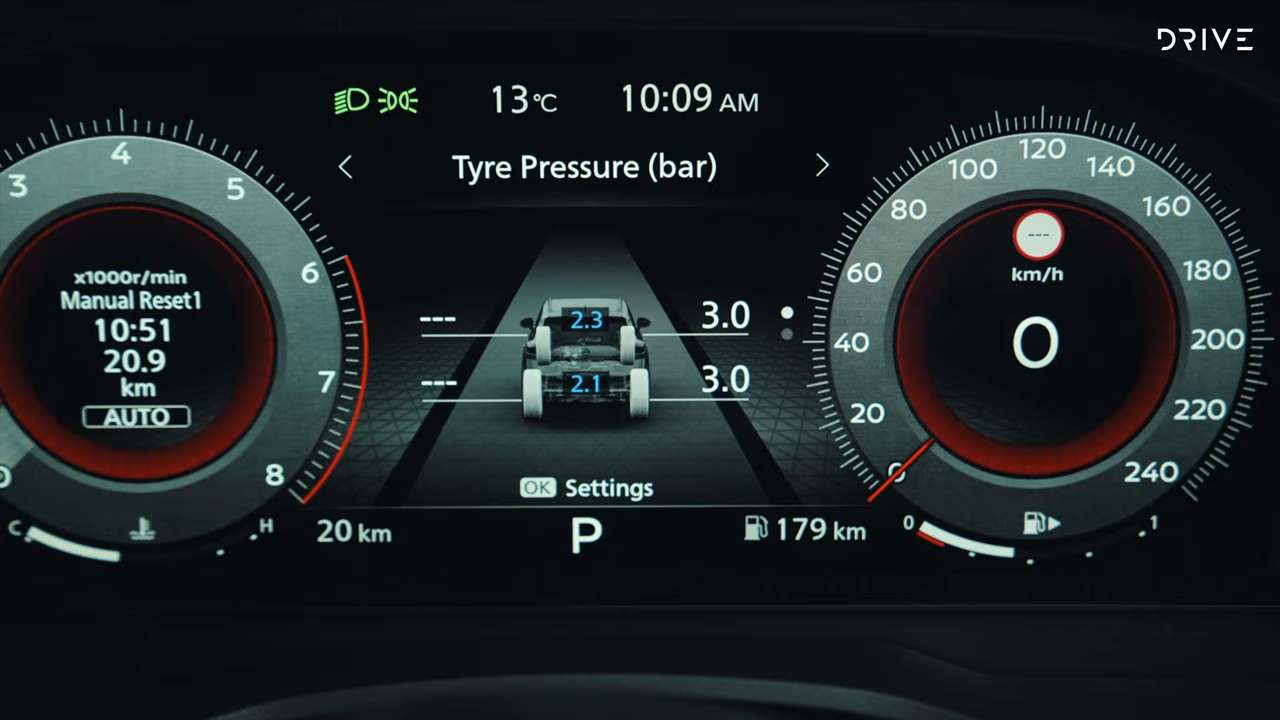 DRIVE
13°C 10:09 AM
< Tyre Pressure (bar) >
4
3 5
6
7
8
0
x1000r/min
Manual Reset1
10:51
20.9
km
AUTO
--- 2.3 3.0
--- 2.1 3.0
OK Settings
20 km P 179 km
C H
0 20 40 60 80 100 120 140 160 180 200 220 240
---
km/h
0
0 1